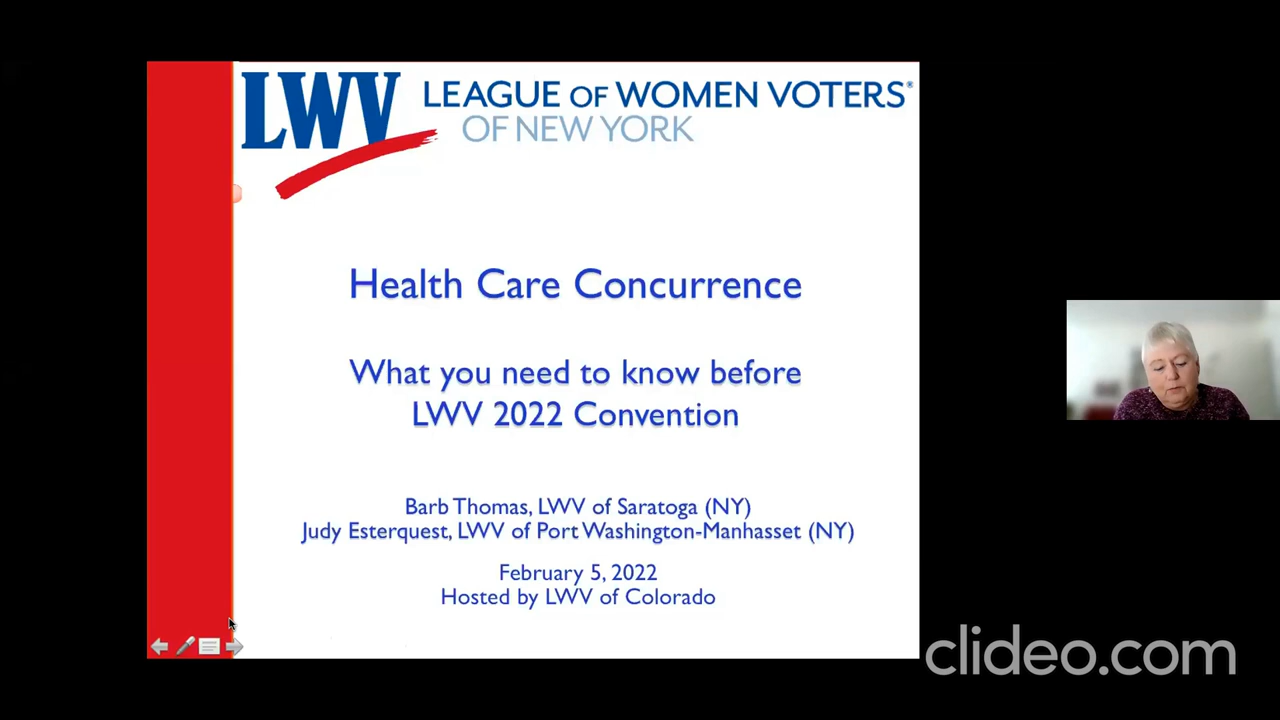 LWV
LEAGUE OF WOMEN VOTERS®
OF NEW YORK
Health Care Concurrence
What you need to know before
LWV 2022 Convention
Barb Thomas, LWV of Saratoga (NY)
Judy Esterquest, LWV of Port Washington-Manhasset (NY)
February 5, 2022
Hosted by LWV of Colorado
clideo.com